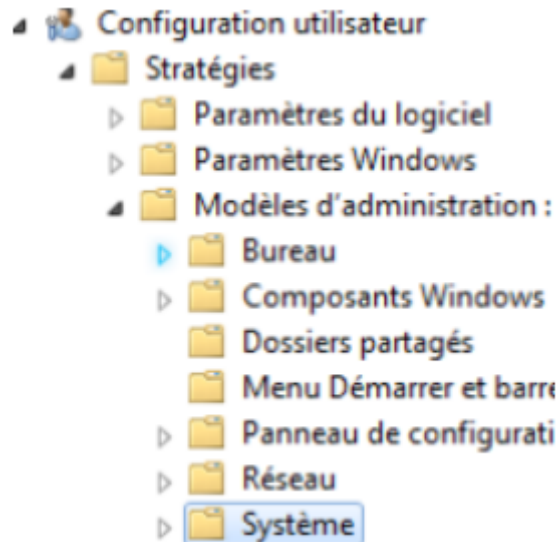 Configuration utilisateur
Stratégies
Paramètres du logiciel
Paramètres Windows
Modèles d'administration :
Bureau
Composants Windows
Dossiers partagés
Menu Démarrer et barre
Panneau de configurati
Réseau
Système